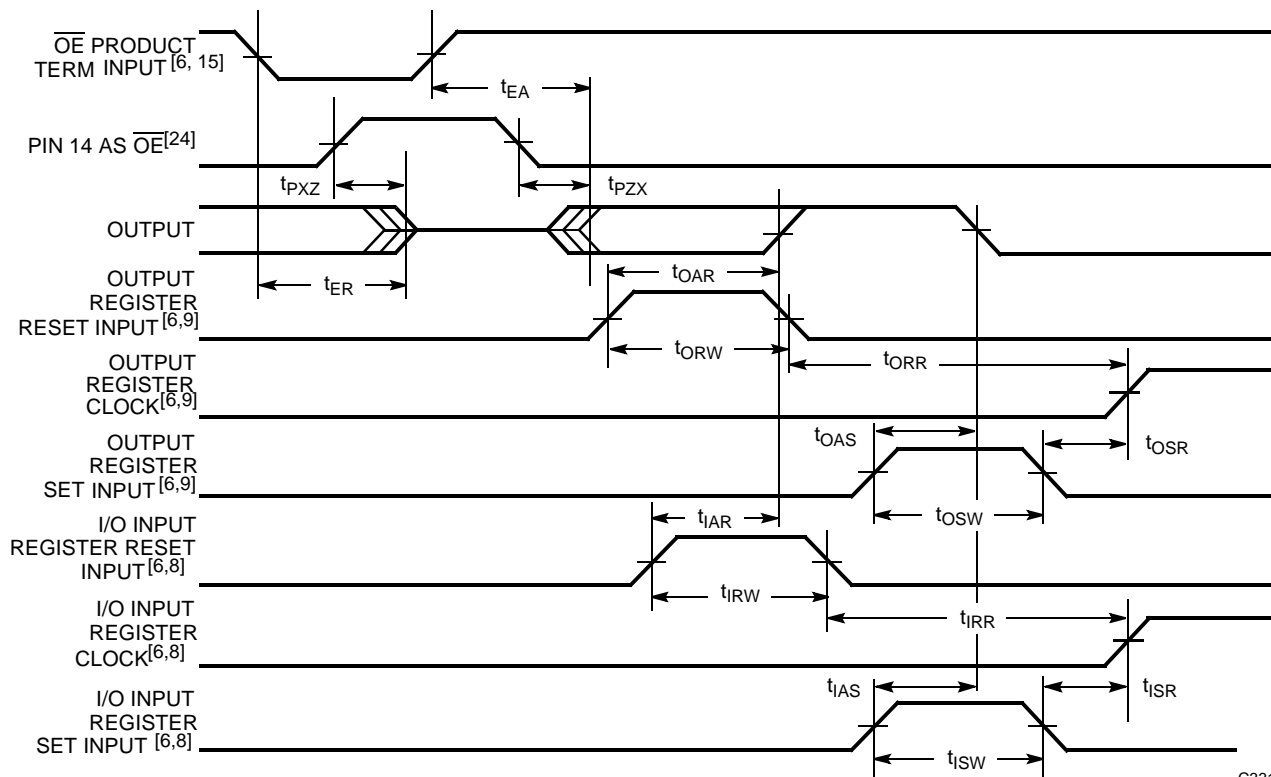 OE PRODUCT
TERM INPUT[6, 15]
tEA
PIN 14 AS OE[24]
tPXZ
tPZX
OUTPUT
tER
tOAR
OUTPUT
REGISTER
RESET INPUT[6,9]
tORW
tORR
OUTPUT
REGISTER
CLOCK[6,9]
tOAS
tOSR
OUTPUT
REGISTER
SET INPUT[6,9]
tOSW
I/O INPUT
REGISTER RESET
INPUT[6,8]
tIAR
tIRW
tIRR
I/O INPUT
REGISTER
CLOCK[6,8]
tIAS
tISR
I/O INPUT
REGISTER
SET INPUT [6,8]
tISW